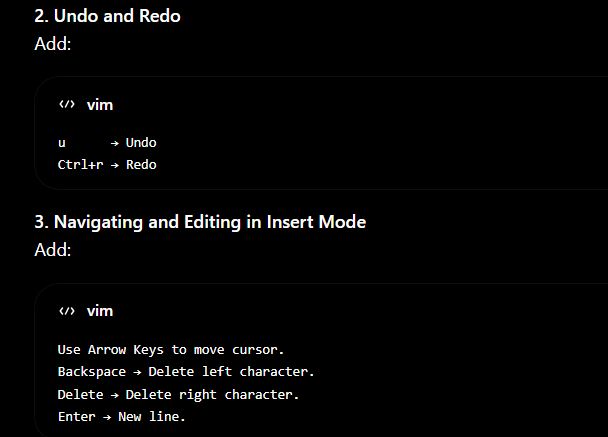 2. Undo and Redo
Add:
</> vim
u      → Undo
Ctrl+r → Redo
3. Navigating and Editing in Insert Mode
Add:
</> vim
Use Arrow Keys to move cursor.
Backspace → Delete left character.
Delete → Delete right character.
Enter → New line.